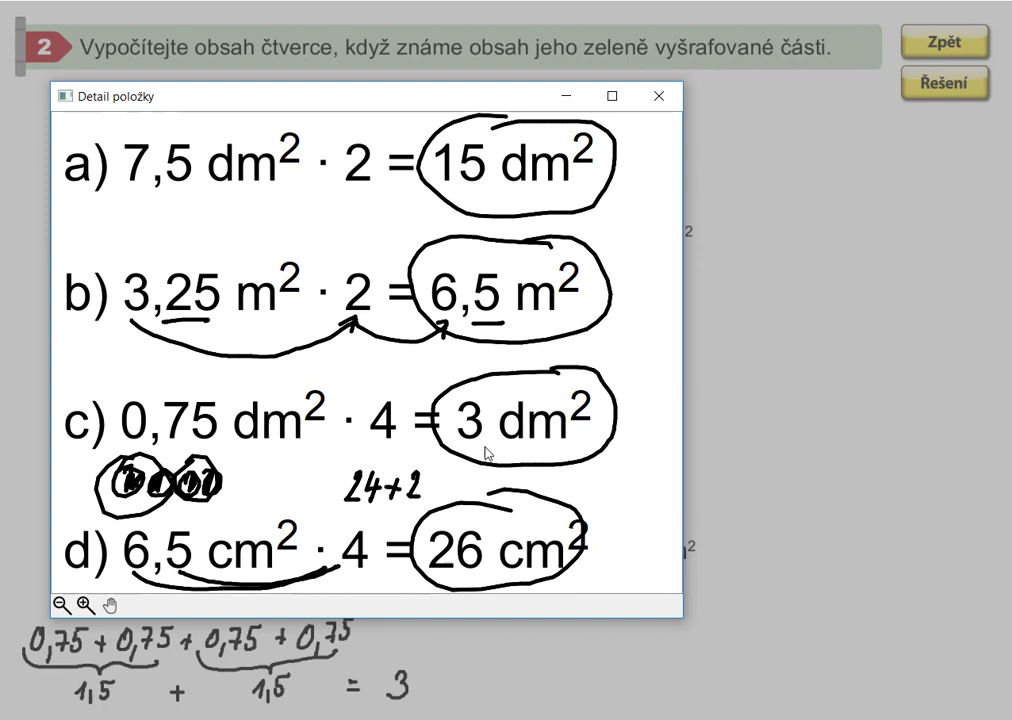 2 Vypočítejte obsah čtverce, když známe obsah jeho zeleně vyšrafované části.
Zpět
Řešení
Detail položky
a) 7,5 dm² · 2 = 15 dm²
2
b) 3,25 m² · 2 = 6,5 m²
c) 0,75 dm² · 4 = 3 dm²
24+2
d) 6,5 cm² · 4 = 26 cm²
0,75 + 0,75 + 0,75 + 0,75
1,5 + 1,5 = 3